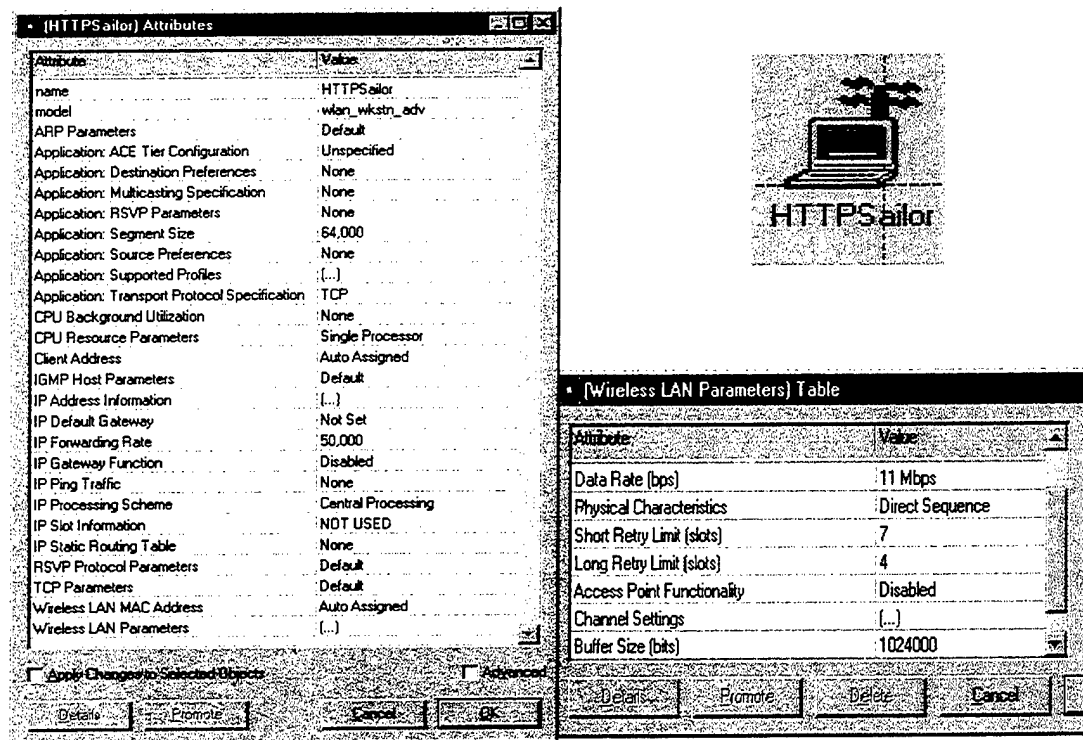 (HTTPSailor) Attributes
Attribute Value
name HTTPSailor
model wlan_wkstn_adv
ARP Parameters Default
Application: ACE Tier Configuration Unspecified
Application: Destination Preferences None
Application: Multicasting Specification None
Application: RSVP Parameters None
Application: Segment Size 64,000
Application: Source Preferences None
Application: Supported Profiles (...)
Application: Transport Protocol Specification TCP
CPU Background Utilization None
CPU Resource Parameters Single Processor
Client Address Auto Assigned
IGMP Host Parameters Default
IP Address Information (...)
IP Default Gateway Not Set
IP Forwarding Rate 50,000
IP Gateway Function Disabled
IP Ping Traffic None
IP Processing Scheme Central Processing
IP Slot Information NOT USED
IP Static Routing Table None
RSVP Protocol Parameters Default
TCP Parameters Default
Wireless LAN MAC Address Auto Assigned
Wireless LAN Parameters (...)
Apply Changes to Selected Objects Advanced
Details Promote Cancel OK
HTTPSailor
(Wireless LAN Parameters) Table
Attribute Value
Data Rate (bps) 11 Mbps
Physical Characteristics Direct Sequence
Short Retry Limit (slots) 7
Long Retry Limit (slots) 4
Access Point Functionality Disabled
Channel Settings (...)
Buffer Size (bits) 1024000
Details Promote Delete Cancel